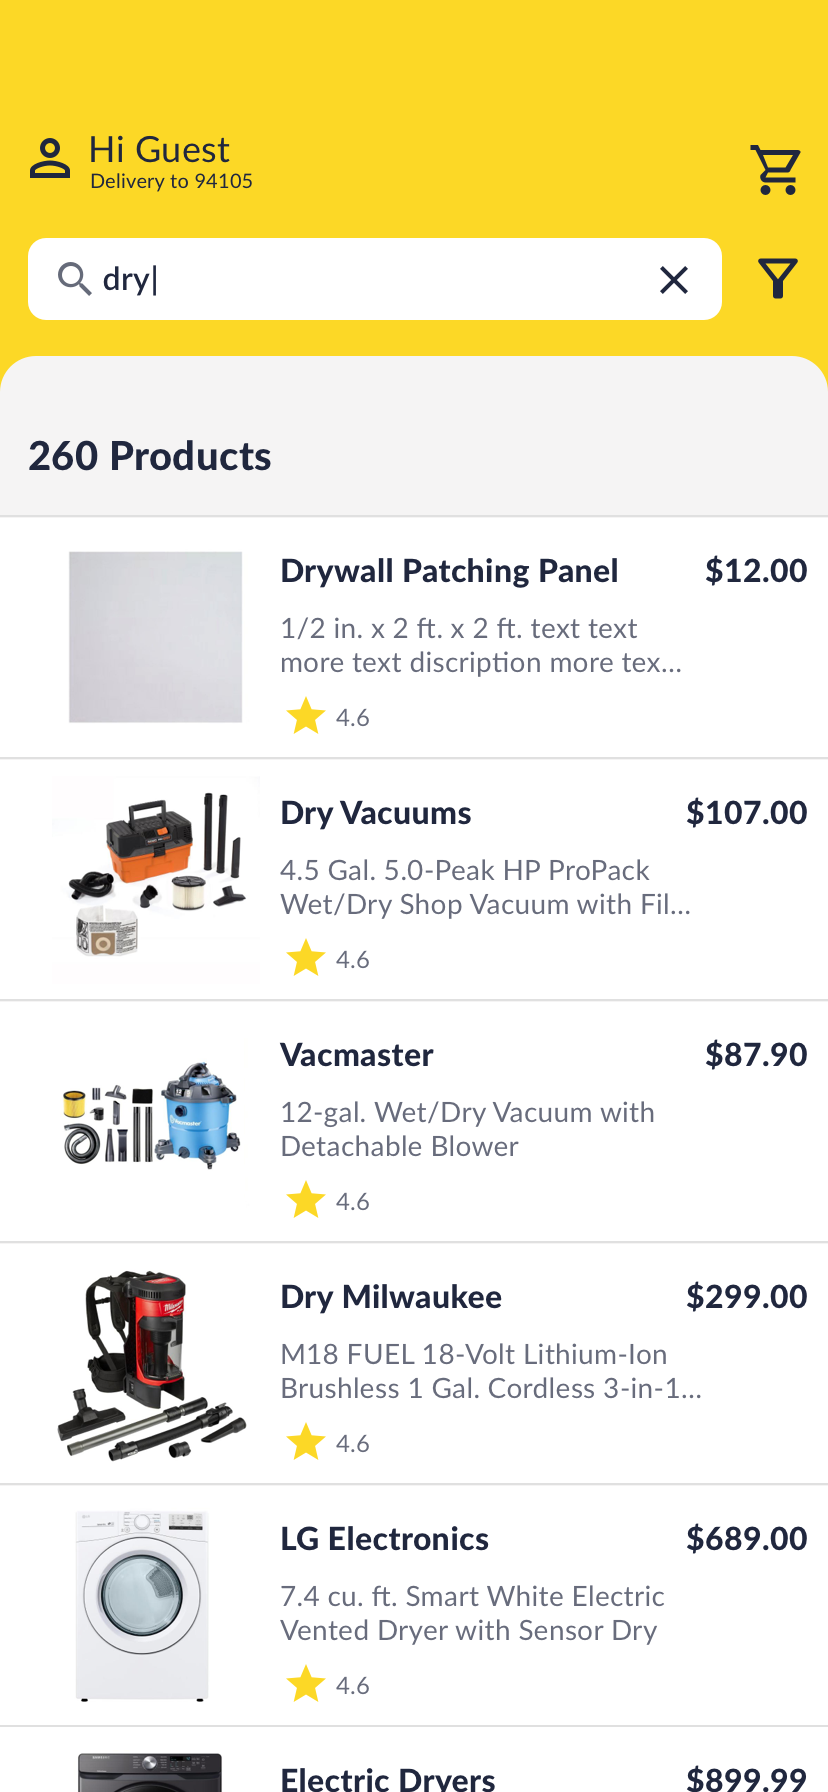 Hi Guest
Delivery to 94105
dry
260 Products
Drywall Patching Panel $12.00
1/2 in. x 2 ft. x 2 ft. text text
more text discription more tex...
4.6
Dry Vacuums $107.00
4.5 Gal. 5.0-Peak HP ProPack
Wet/Dry Shop Vacuum with Fil...
4.6
Vacmaster $87.90
12-gal. Wet/Dry Vacuum with
Detachable Blower
4.6
Dry Milwaukee $299.00
M18 FUEL 18-Volt Lithium-Ion
Brushless 1 Gal. Cordless 3-in-1...
4.6
LG Electronics $689.00
7.4 cu. ft. Smart White Electric
Vented Dryer with Sensor Dry
4.6
Electric Dryers $899.99